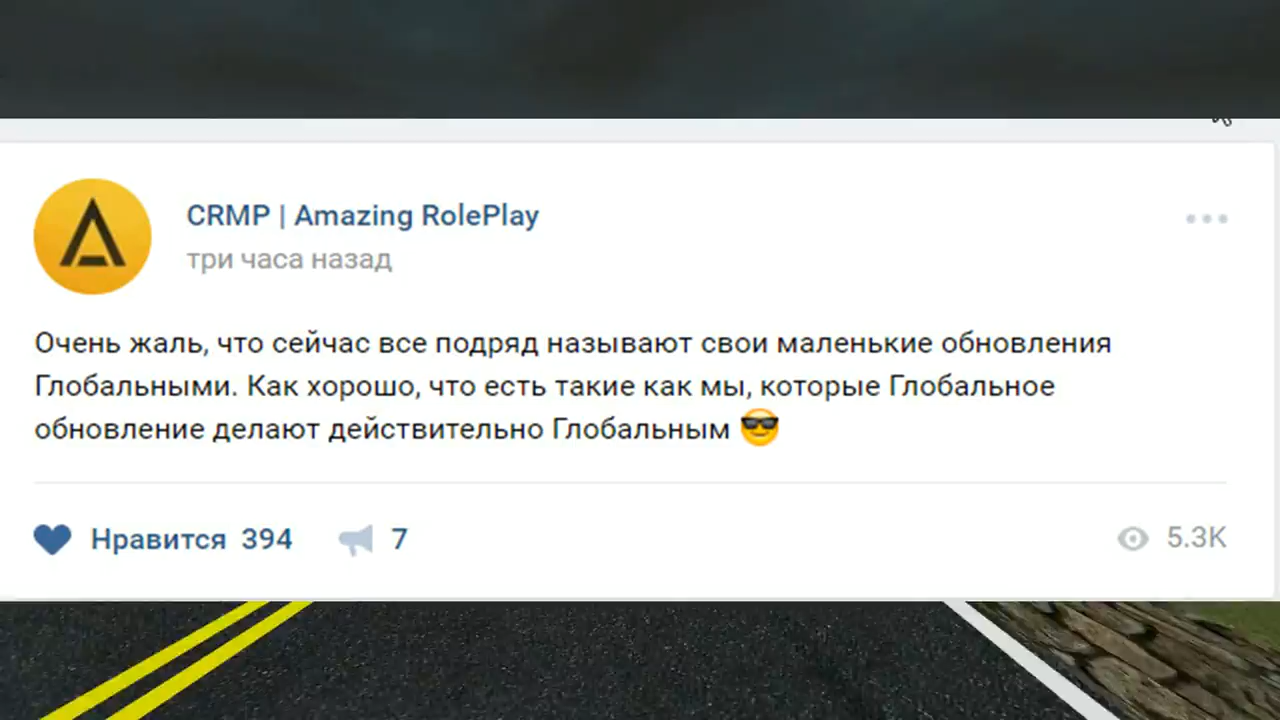 CRMP | Amazing RolePlay
три часа назад
Очень жаль, что сейчас все подряд называют свои маленькие обновления
Глобальными. Как хорошо, что есть такие как мы, которые Глобальное
обновление делают действительно Глобальным 😎
Нравится 394 7 5.3K